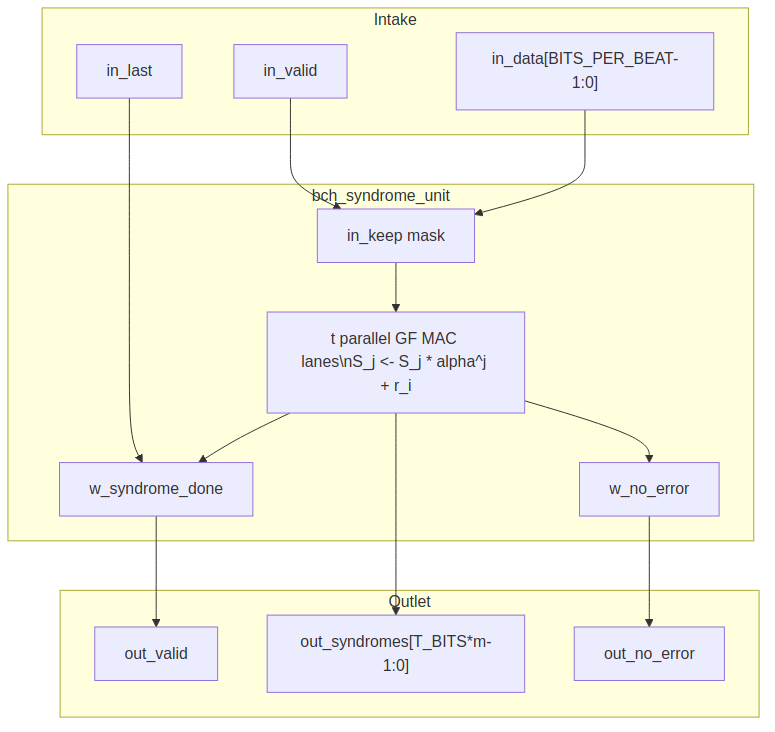 Intake
in_last
in_valid
in_data[BITS_PER_BEAT-
1:0]
bch_syndrome_unit
in_keep mask
t parallel GF MAC
lanes\nS_j <- S_j * alpha^j
+ r_i
w_syndrome_done
w_no_error
Outlet
out_valid
out_syndromes[T_BITS*m-
1:0]
out_no_error